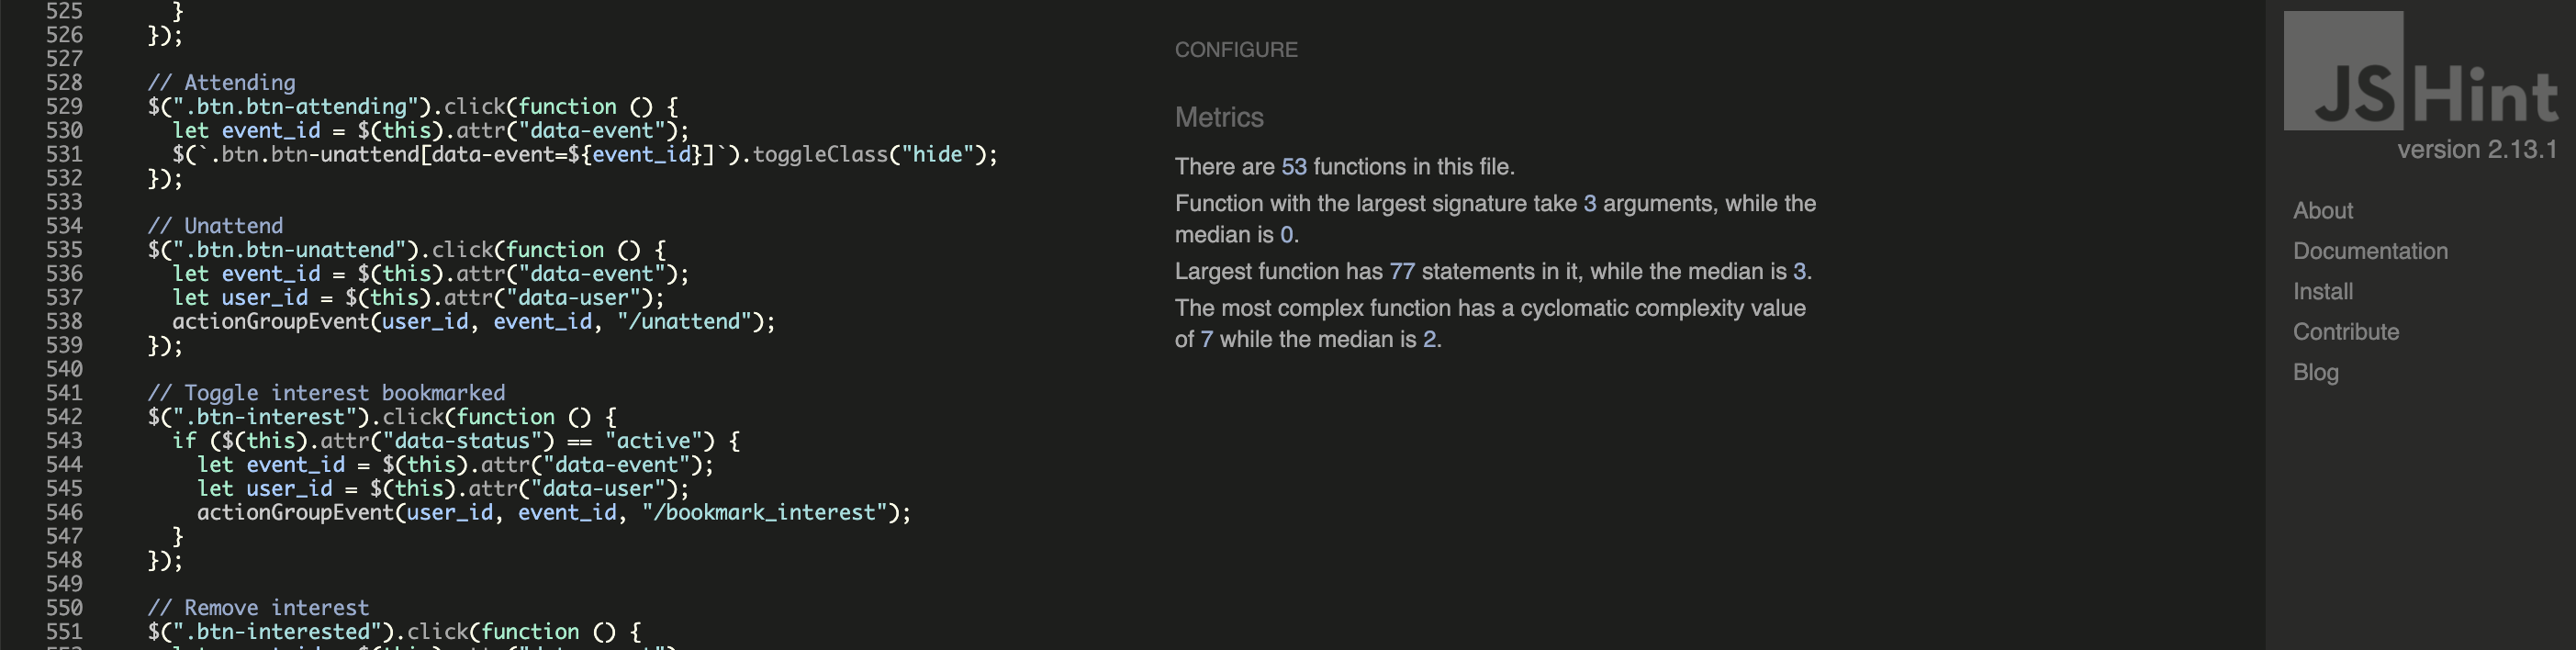 525 }
526 });
527
528 // Attending
529 $(".btn.btn-attending").click(function () {
530 let event_id = $(this).attr("data-event");
531 $(`.btn.btn-unattend[data-event=${event_id}]`).toggleClass("hide");
532 });
533
534 // Unattend
535 $(".btn.btn-unattend").click(function () {
536 let event_id = $(this).attr("data-event");
537 let user_id = $(this).attr("data-user");
538 actionGroupEvent(user_id, event_id, "/unattend");
539 });
540
541 // Toggle interest bookmarked
542 $(".btn-interest").click(function () {
543 if ($(this).attr("data-status") == "active") {
544 let event_id = $(this).attr("data-event");
545 let user_id = $(this).attr("data-user");
546 actionGroupEvent(user_id, event_id, "/bookmark_interest");
547 }
548 });
549
550 // Remove interest
551 $(".btn-interested").click(function () {
CONFIGURE
Metrics
There are 53 functions in this file.
Function with the largest signature take 3 arguments, while the
median is 0.
Largest function has 77 statements in it, while the median is 3.
The most complex function has a cyclomatic complexity value
of 7 while the median is 2.
JSHint
version 2.13.1
About
Documentation
Install
Contribute
Blog